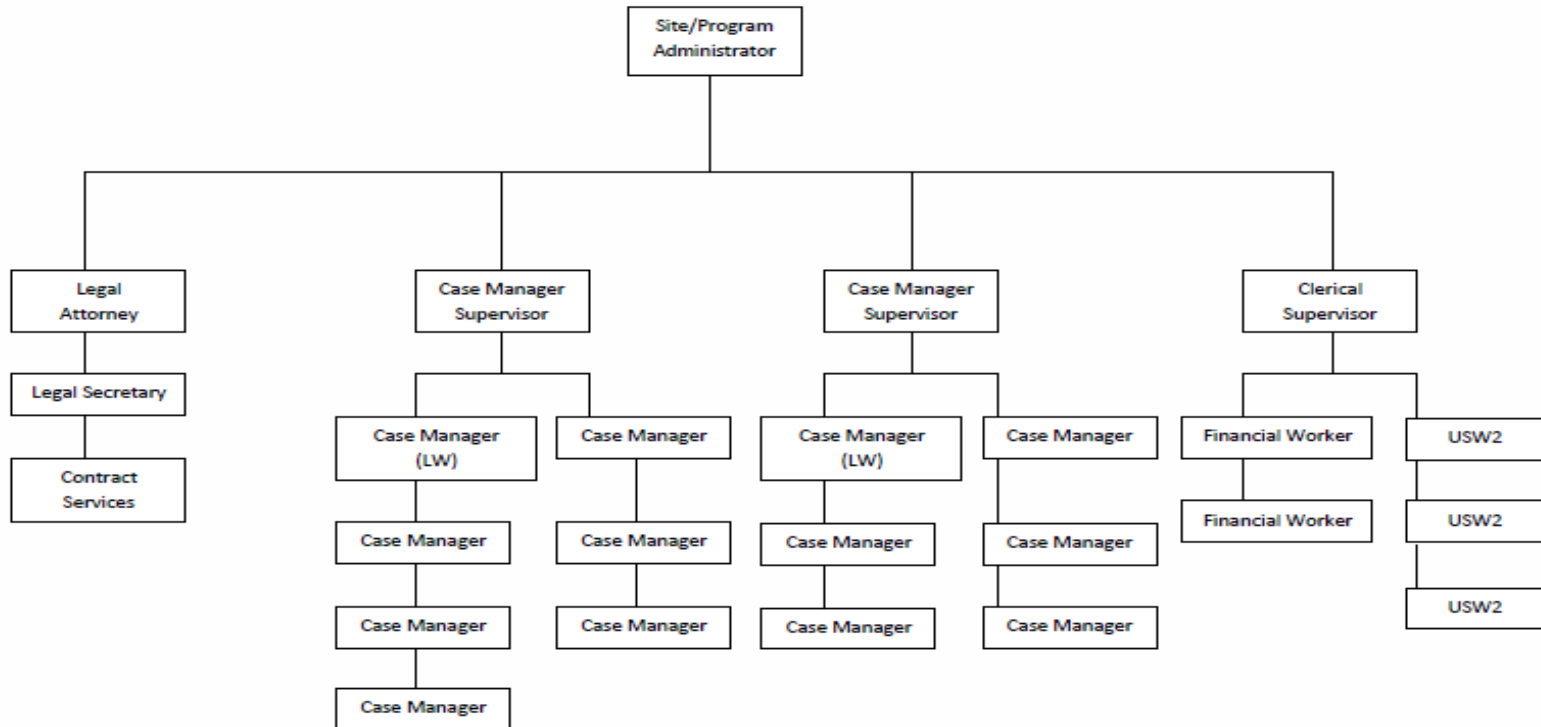 Site/Program
Administrator
Legal
Attorney
Case Manager
Supervisor
Case Manager
Supervisor
Clerical
Supervisor
Legal Secretary
Contract
Services
Case Manager
(LW)
Case Manager
Case Manager
Case Manager
Case Manager
Case Manager
Case Manager
Case Manager
(LW)
Case Manager
Case Manager
Case Manager
Case Manager
Case Manager
Financial Worker
Financial Worker
USW2
USW2
USW2